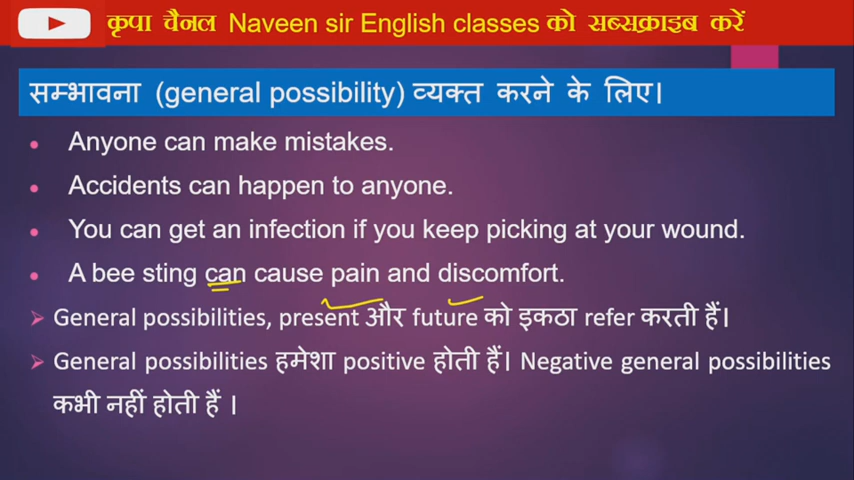 कृपा चैनल Naveen sir English classes को सब्सक्राइब करें
सम्भावना (general possibility) व्यक्त करने के लिए।
• Anyone can make mistakes.
• Accidents can happen to anyone.
• You can get an infection if you keep picking at your wound.
• A bee sting can cause pain and discomfort.
➢ General possibilities, present और future को इकठा refer करती हैं।
➢ General possibilities हमेशा positive होती हैं। Negative general possibilities
कभी नहीं होती हैं ।